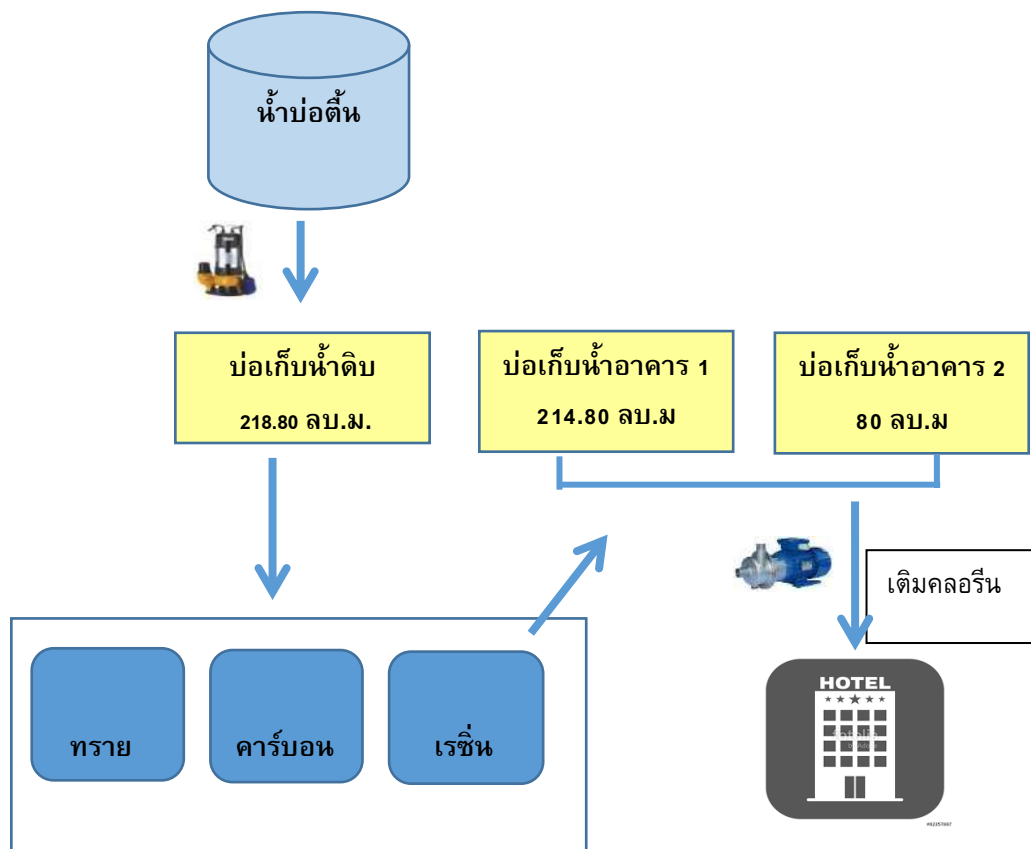 น้ำบ่อตื้น
บ่อเก็บน้ำดิบ
218.80 ลบ.ม.
บ่อเก็บน้ำอาคาร 1
214.80 ลบ.ม
บ่อเก็บน้ำอาคาร 2
80 ลบ.ม
เติมคลอรีน
ทราย
คาร์บอน
เรซิ่น
HOTEL